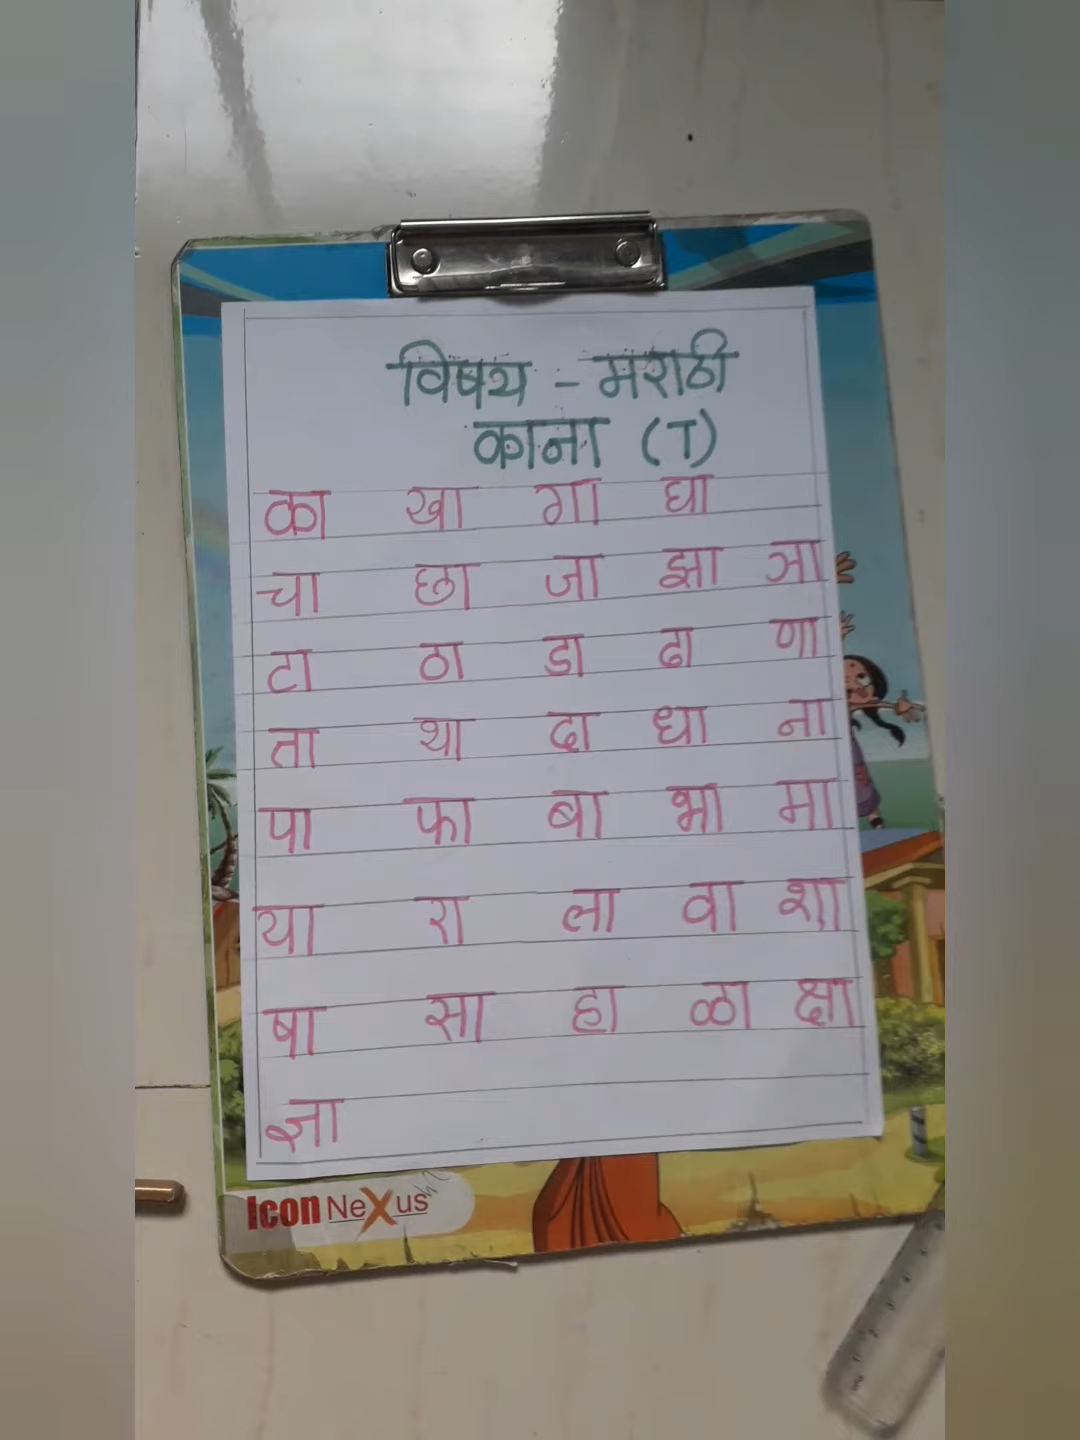 विषय - मराठी
काना (ा)
का खा गा घा
चा छा जा झा ञा
टा ठा डा ढा णा
ता था दा धा ना
पा फा बा भा मा
या रा ला वा शा
षा सा हा ळा क्षा
ज्ञा
Icon Nexus